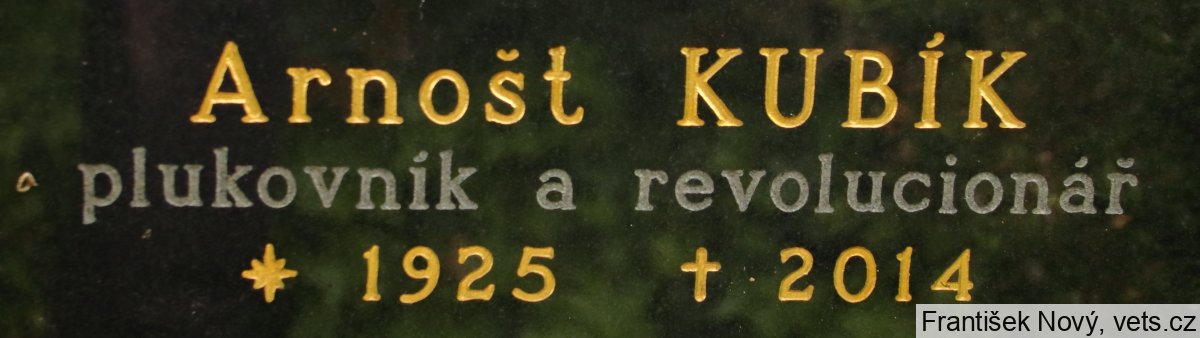 Arnošt KUBÍK
plukovník a revolucionář
* 1925 † 2014
František Nový, vets.cz